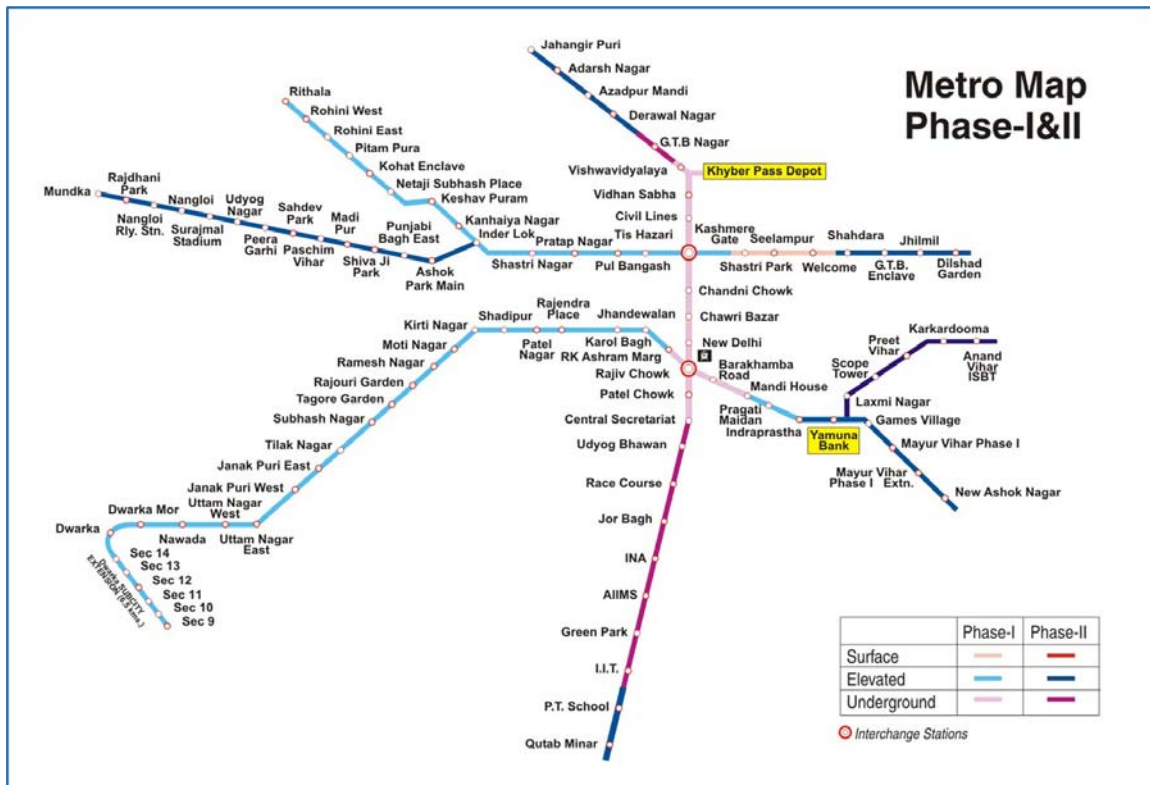 Metro Map
Phase-I&II
Jahangir Puri
Adarsh Nagar
Azadpur Mandi
Derawal Nagar
G.T.B Nagar
Vishwavidyalaya
Khyber Pass Depot
Vidhan Sabha
Civil Lines
Kashmere
Gate
Rithala
Rohini West
Rohini East
Pitam Pura
Kohat Enclave
Netaji Subhash Place
Keshav Puram
Kanhaiya Nagar
Inder Lok
Shastri Nagar
Pratap Nagar
Pul Bangash
Tis Hazari
Shastri Park
Seelampur
Welcome
Shahdara
G.T.B.
Enclave
Jhilmil
Dilshad
Garden
Mundka
Rajdhani
Park
Nangloi
Rly. Stn.
Nangloi
Surajmal
Stadium
Udyog
Nagar
Peera
Garhi
Sahdev
Park
Paschim
Vihar
Madi
Pur
Shiva Ji
Park
Punjabi
Bagh East
Ashok
Park Main
Chandni Chowk
Chawri Bazar
New Delhi
Rajiv Chowk
Patel Chowk
Central Secretariat
Udyog Bhawan
Race Course
Jor Bagh
INA
AIIMS
Green Park
I.I.T.
P.T. School
Qutab Minar
Kirti Nagar
Shadipur
Patel
Nagar
Rajendra
Place
Karol Bagh
Jhandewalan
RK Ashram Marg
Moti Nagar
Ramesh Nagar
Rajouri Garden
Tagore Garden
Subhash Nagar
Tilak Nagar
Janak Puri East
Janak Puri West
Uttam Nagar
West
Uttam Nagar
East
Nawada
Dwarka Mor
Dwarka
Sec 14
Sec 13
Sec 12
Sec 11
Sec 10
Sec 9
Dwarka SUBCITY
EXTENSION (6.5 kms.)
Barakhamba
Road
Mandi House
Pragati
Maidan
Indraprastha
Yamuna
Bank
Laxmi Nagar
Scope
Tower
Preet
Vihar
Karkardooma
Anand
Vihar
ISBT
Games Village
Mayur Vihar Phase I
Mayur Vihar
Phase I Extn.
New Ashok Nagar
Phase-I Phase-II
Surface
Elevated
Underground
Interchange Stations